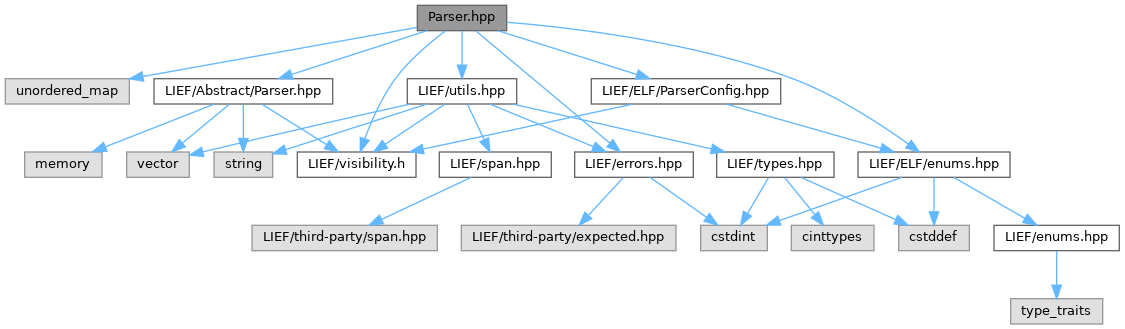 Parser.hpp
unordered_map
LIEF/Abstract/Parser.hpp
LIEF/utils.hpp
LIEF/ELF/ParserConfig.hpp
memory
vector
string
LIEF/visibility.h
LIEF/span.hpp
LIEF/errors.hpp
LIEF/types.hpp
LIEF/ELF/enums.hpp
LIEF/third-party/span.hpp
LIEF/third-party/expected.hpp
cstdint
cinttypes
cstddef
LIEF/enums.hpp
type_traits